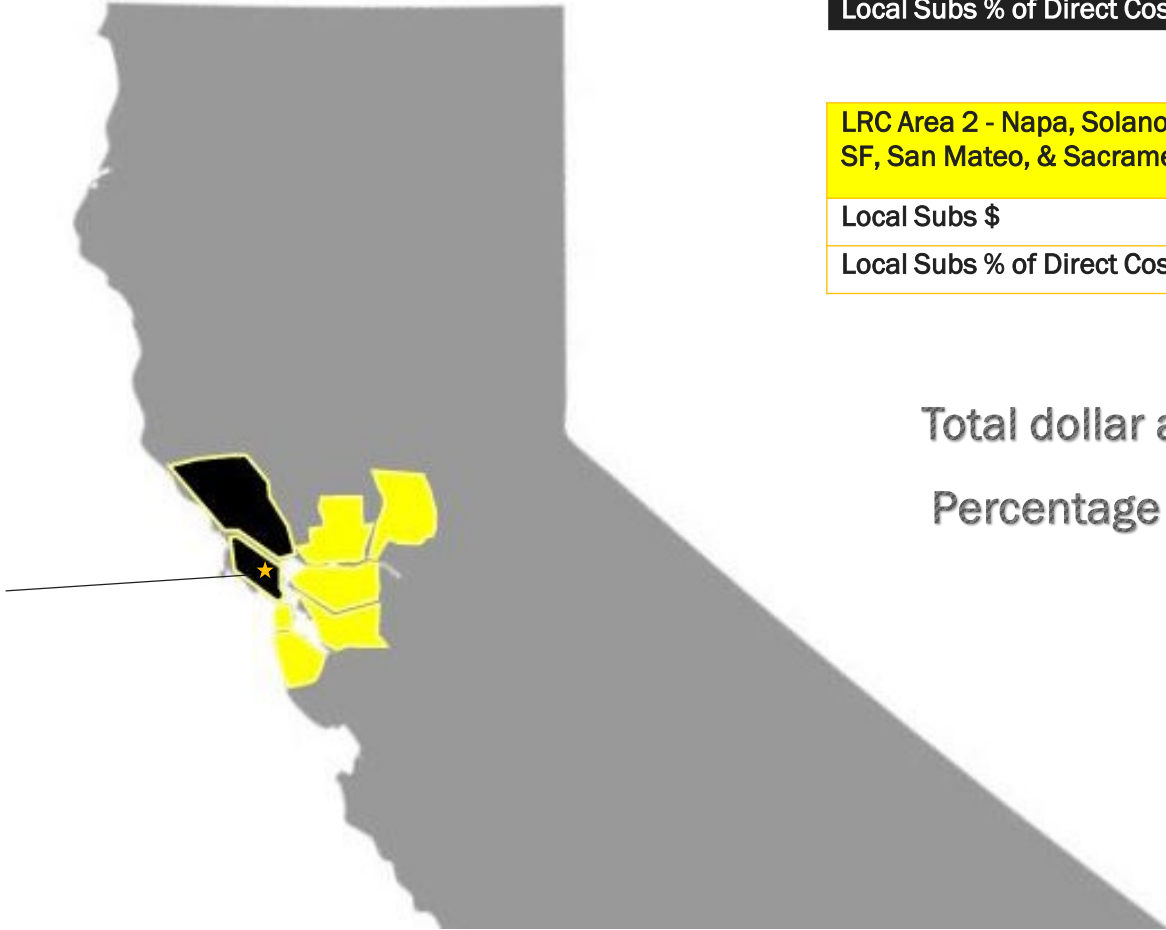 Local Subs % of Direct Cos
LRC Area 2 - Napa, Solano
SF, San Mateo, & Sacrame
Local Subs $
Local Subs % of Direct Cos
Total dollar a
Percentage